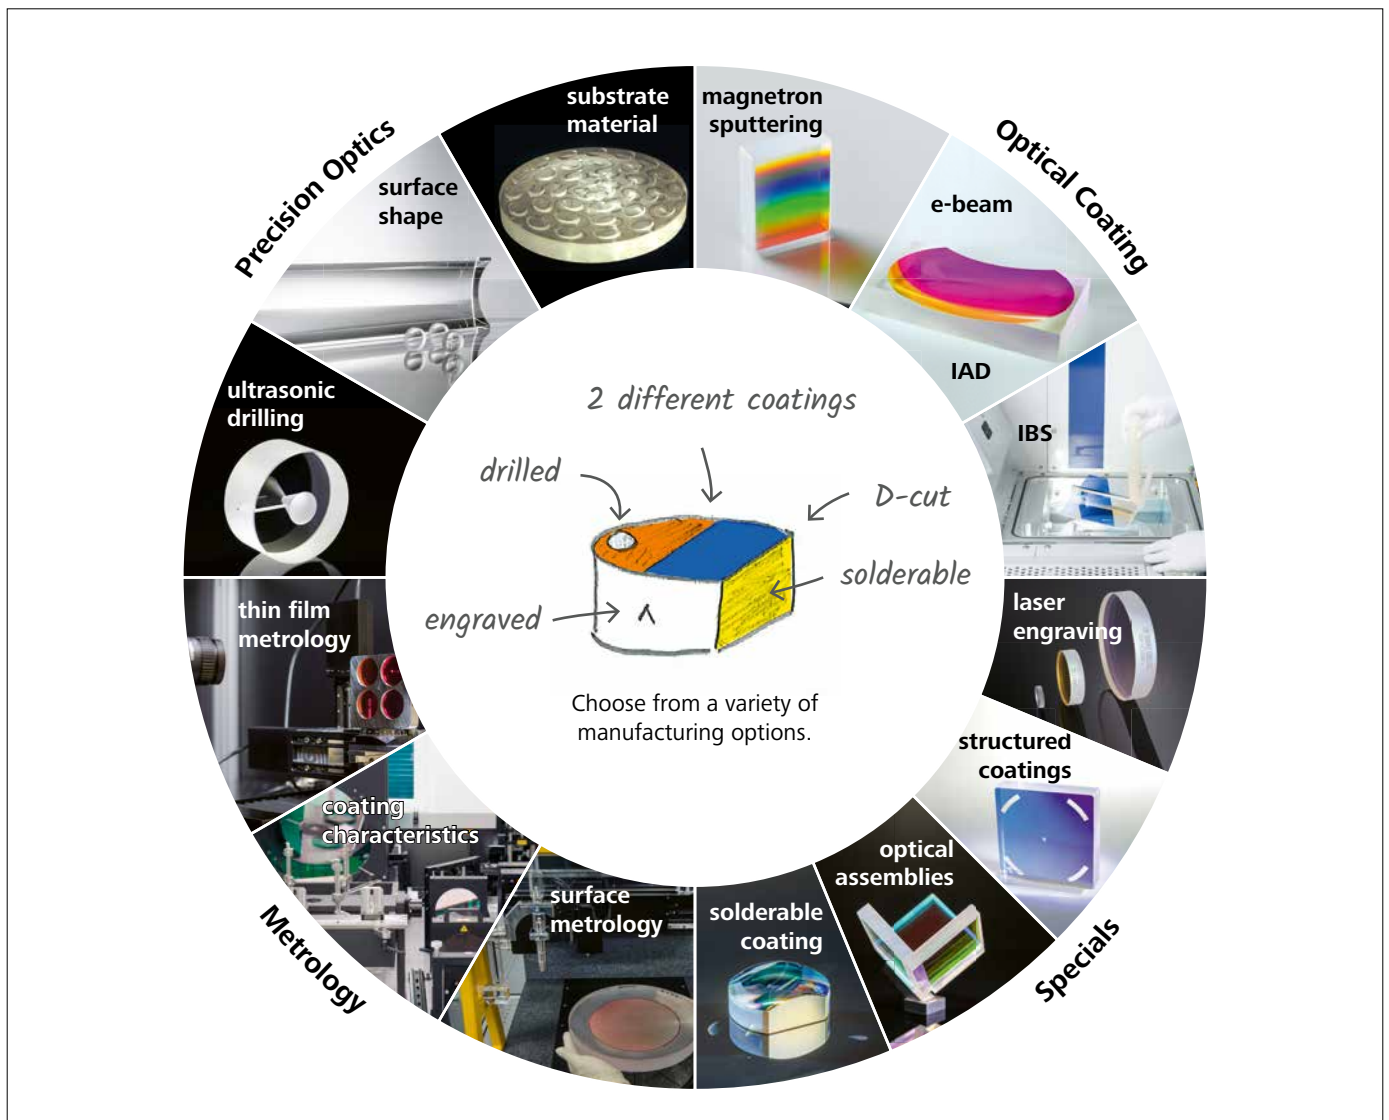 Precision Optics
substrate
material
surface
shape
ultrasonic
drilling
Optical Coating
magnetron
sputtering
e-beam
IAD
IBS
2 different coatings
drilled
D-cut
solderable
engraved
Choose from a variety of
manufacturing options.
Metrology
thin film
metrology
coating
characteristics
surface
metrology
Specials
laser
engraving
structured
coatings
optical
assemblies
solderable
coating